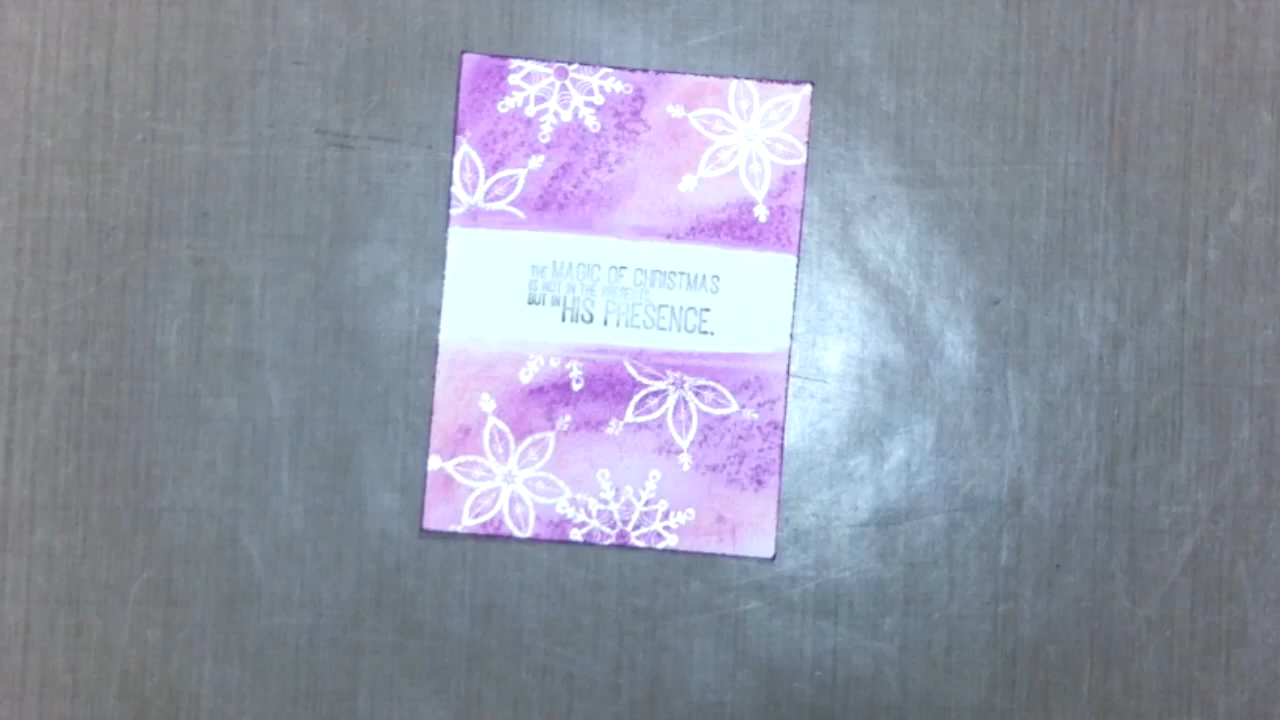 THE MAGIC OF CHRISTMAS
IS NOT IN THE PRESENTS
BUT IN HIS PRESENCE.